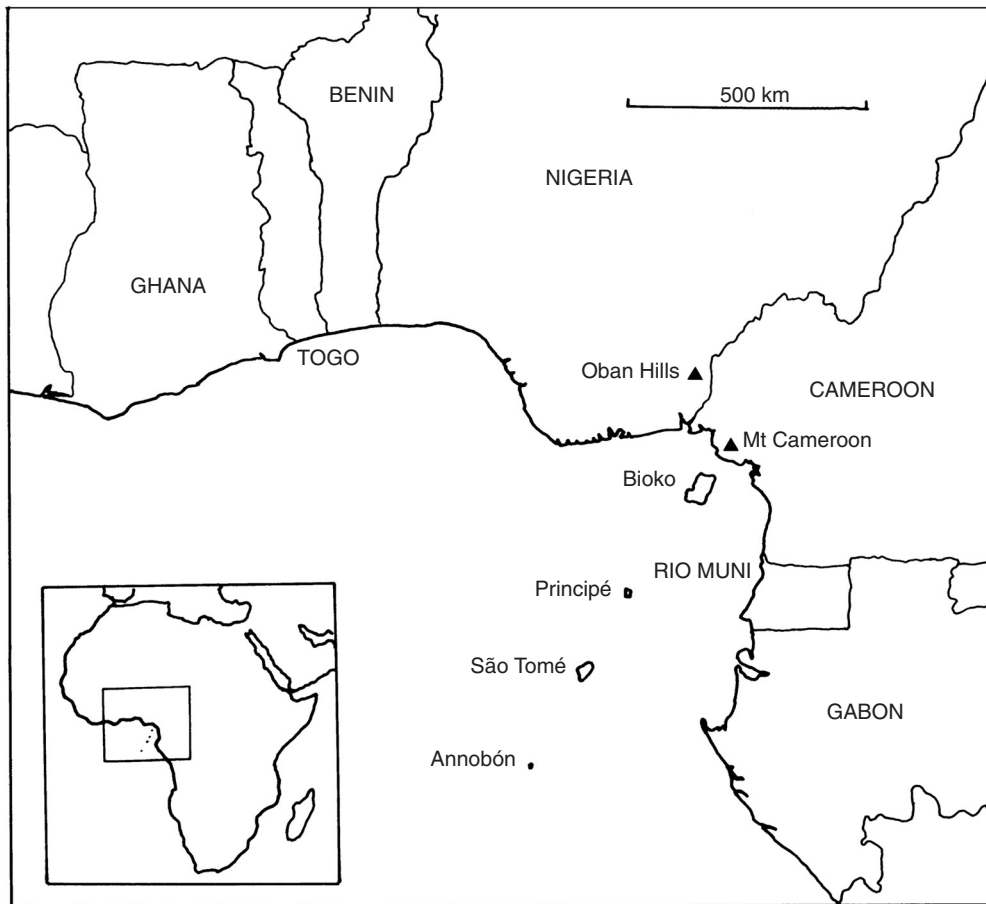 BENIN
500 km
NIGERIA
GHANA
TOGO
Oban Hills
CAMEROON
Mt Cameroon
Bioko
RIO MUNI
Principé
São Tomé
GABON
Annobón